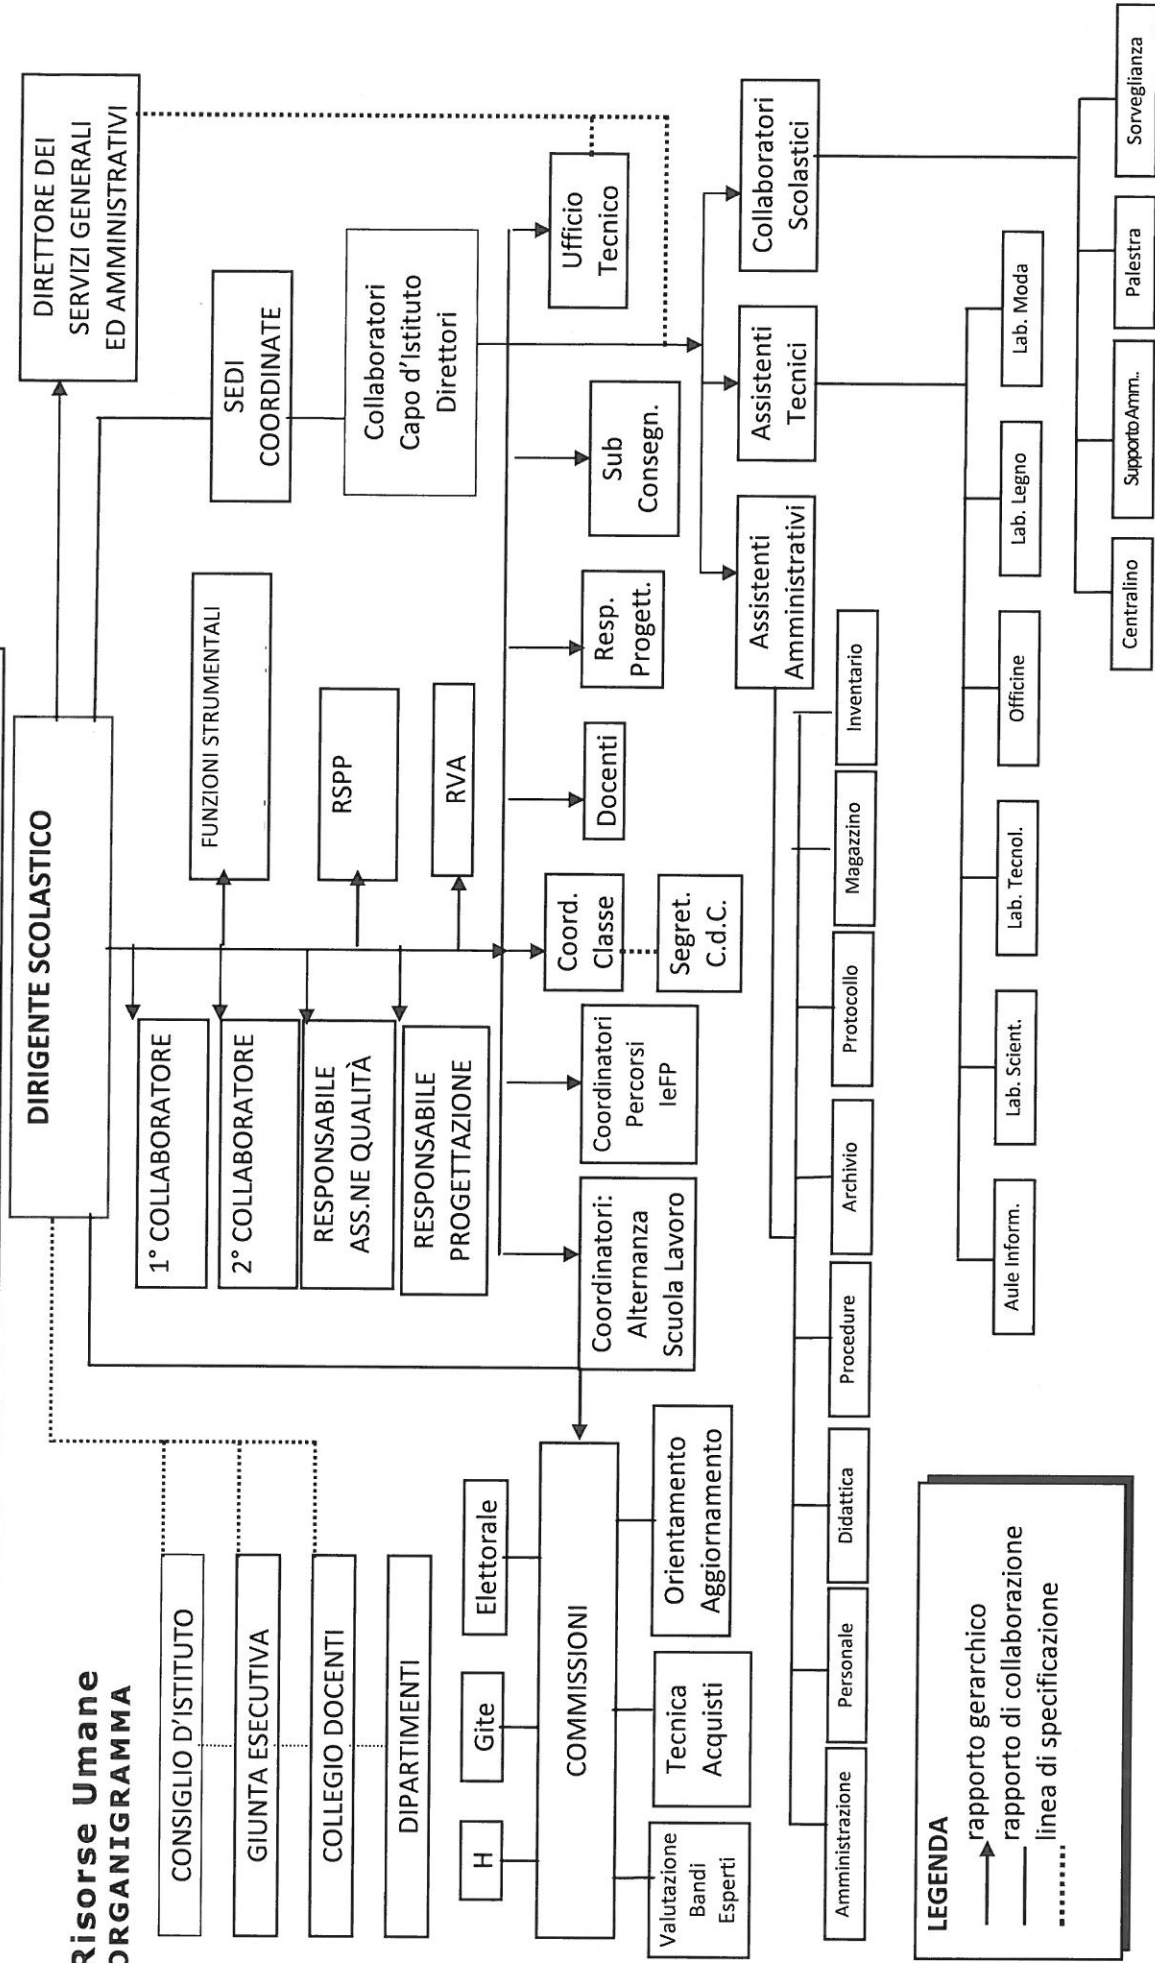 Risorse Umane
ORGANIGRAMMA
DIRIGENTE SCOLASTICO
DIRETTORE DEI
SERVIZI GENERALI
ED AMMINISTRATIVI
CONSIGLIO D'ISTITUTO
GIUNTA ESECUTIVA
COLLEGIO DOCENTI
DIPARTIMENTI
1° COLLABORATORE
2° COLLABORATORE
RESPONSABILE
ASS.NE QUALITÀ
RESPONSABILE
PROGETTAZIONE
FUNZIONI STRUMENTALI
RSPP
RVA
SEDI
COORDINATE
Collaboratori
Capo d'Istituto
Direttori
H
Gite
Elettorale
COMMISSIONI
Valutazione
Bandi
Esperti
Tecnica
Acquisti
Orientamento
Aggiornamento
Coordinatori:
Alternanza
Scuola Lavoro
Coordinatori
Percorsi
IeFP
Coord.
Classe
Segret.
C.d.C.
Docenti
Resp.
Progett.
Sub
Consegn.
Ufficio
Tecnico
Assistenti
Amministrativi
Assistenti
Tecnici
Collaboratori
Scolastici
Amministrazione
Personale
Didattica
Procedure
Archivio
Protocollo
Magazzino
Inventario
Aule Inform.
Lab. Scient.
Lab. Tecnol.
Officine
Lab. Legno
Lab. Moda
Centralino
Supporto Amm..
Palestra
Sorveglianza
LEGENDA
rapporto gerarchico
rapporto di collaborazione
linea di specificazione